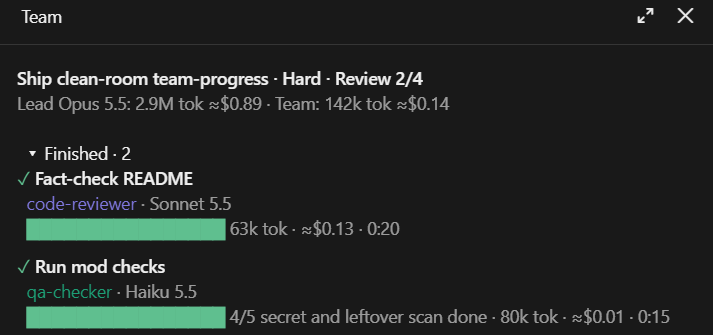 Team
Ship clean-room team-progress · Hard · Review 2/4
Lead Opus 5.5: 2.9M tok ≈$0.89 · Team: 142k tok ≈$0.14
▾ Finished · 2
✓ Fact-check README
code-reviewer · Sonnet 5.5
63k tok · ≈$0.13 · 0:20
✓ Run mod checks
qa-checker · Haiku 5.5
4/5 secret and leftover scan done · 80k tok · ≈$0.01 · 0:15